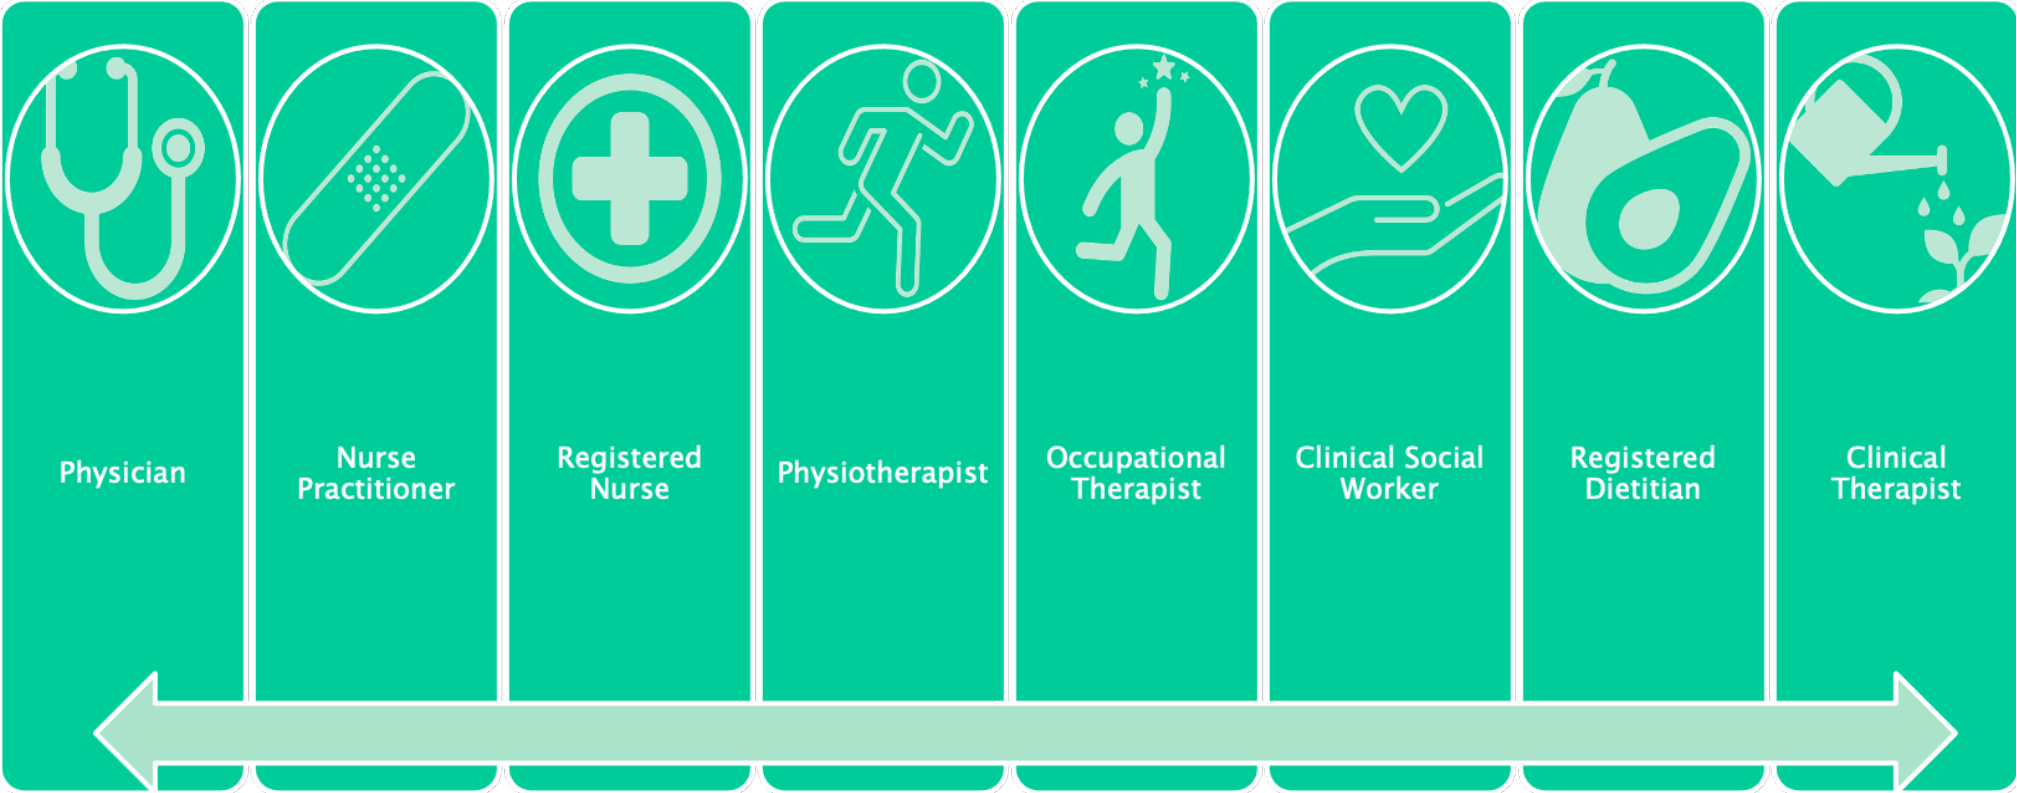 Physician
Nurse
Practitioner
Registered
Nurse
Physiotherapist
Occupational
Therapist
Clinical Social
Worker
Registered
Dietitian
Clinical
Therapist